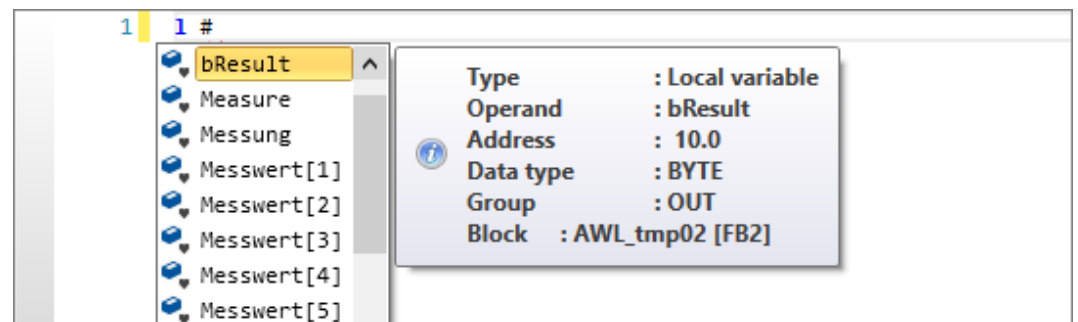 1 l #
bResult
Measure
Messung
Messwert[1]
Messwert[2]
Messwert[3]
Messwert[4]
Messwert[5]
Type : Local variable
Operand : bResult
Address : 10.0
Data type : BYTE
Group : OUT
Block : AWL_tmp02 [FB2]